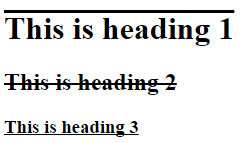 This is heading 1
This is heading 2
This is heading 3